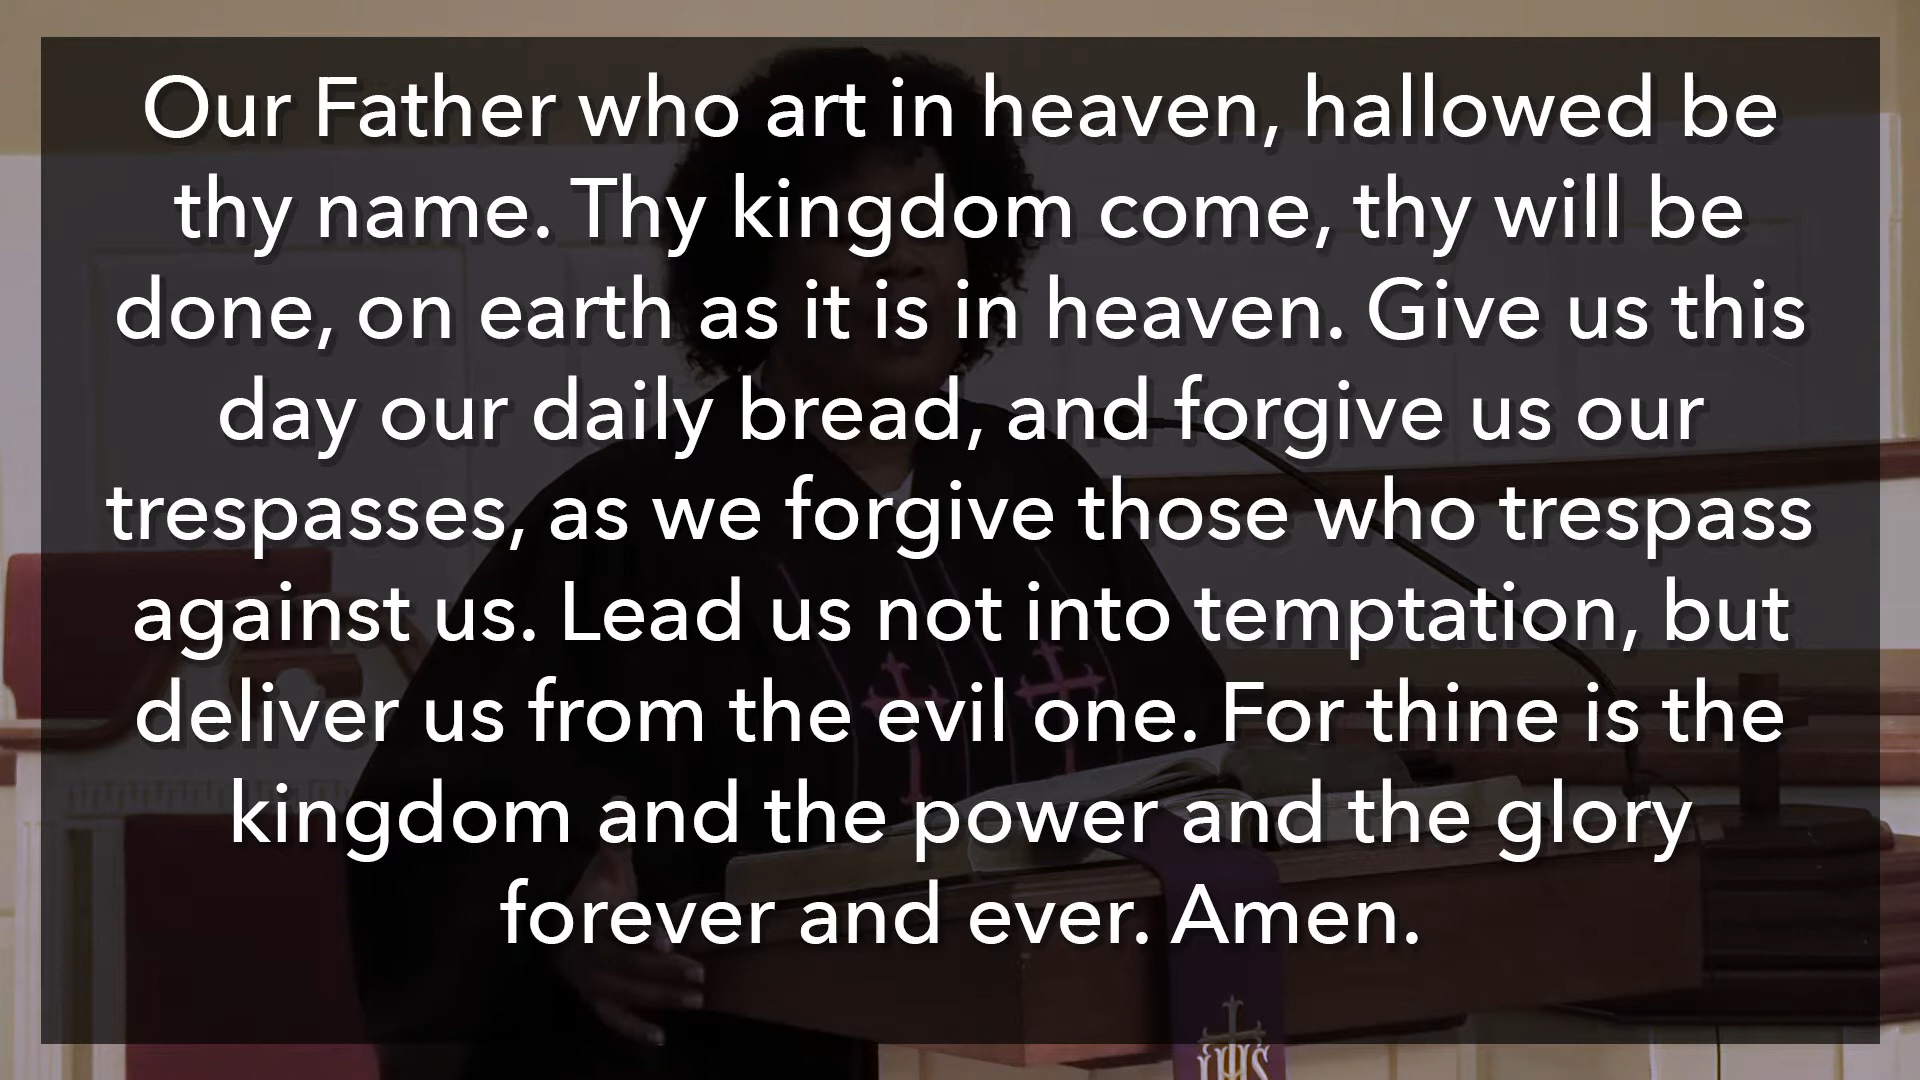 Our Father who art in heaven, hallowed be
thy name. Thy kingdom come, thy will be
done, on earth as it is in heaven. Give us this
day our daily bread, and forgive us our
trespasses, as we forgive those who trespass
against us. Lead us not into temptation, but
deliver us from the evil one. For thine is the
kingdom and the power and the glory
forever and ever. Amen.
IHS